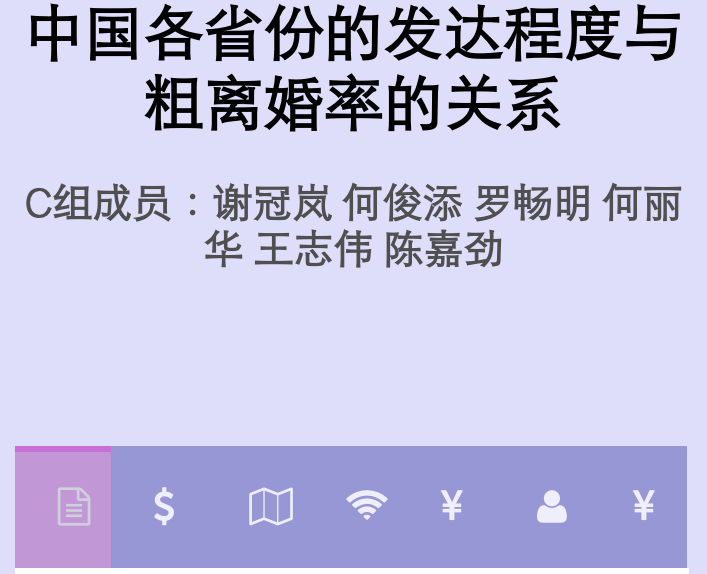 中国各省份的发达程度与
粗离婚率的关系
C组成员：谢冠岚 何俊添 罗畅明 何丽
华 王志伟 陈嘉劲
$ ¥ ¥